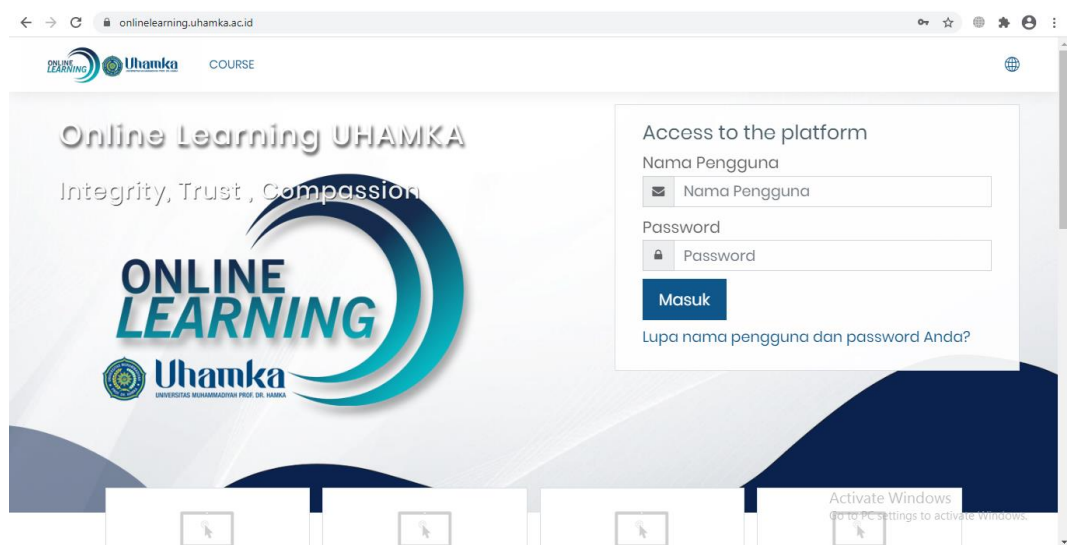 onlinelearning.uhamka.ac.id
ONLINE
LEARNING
Uhamka
COURSE
Online Learning UHAMKA
Integrity, Trust , Compassion
ONLINE
LEARNING
Uhamka
UNIVERSITAS MUHAMMADIYAH PROF. DR. HAMKA
Access to the platform
Nama Pengguna
Nama Pengguna
Password
Password
Masuk
Lupa nama pengguna dan password Anda?
Activate Windows
Go to PC settings to activate Windows.